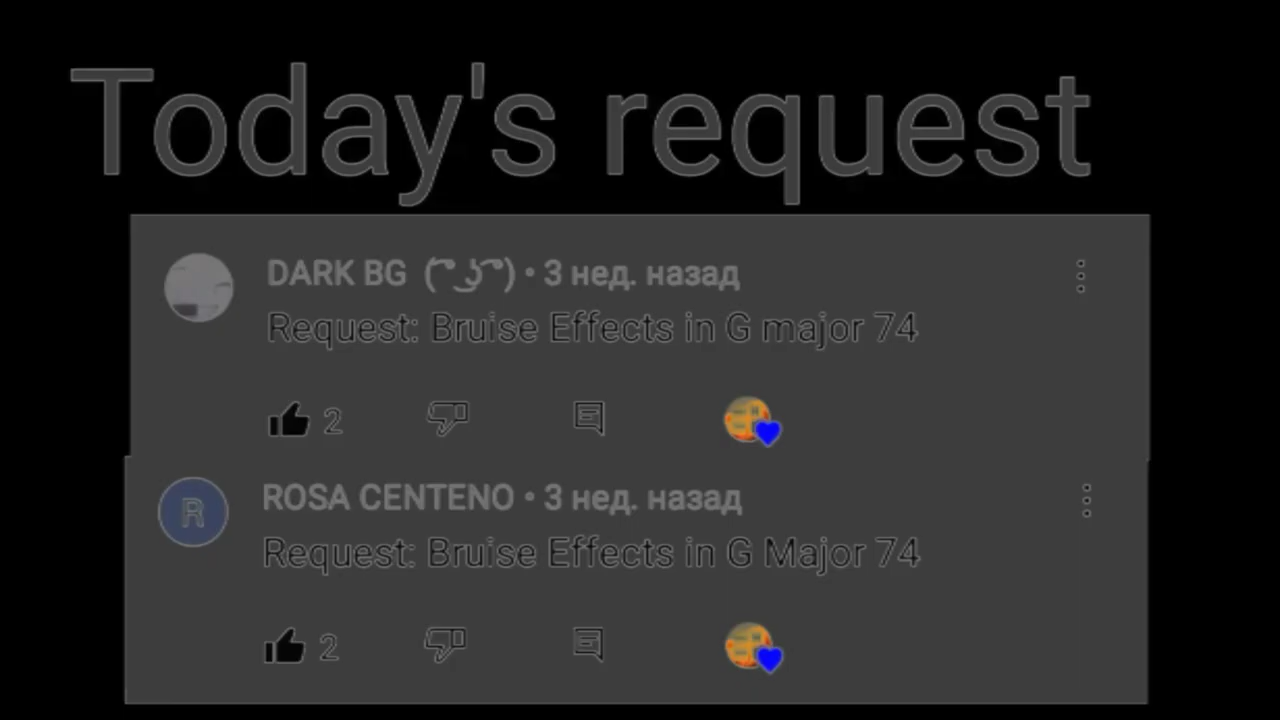 Today's request
DARK BG ( ͡° ͜ʖ ͡°) • 3 нед. назад
Request: Bruise Effects in G major 74
2
R
ROSA CENTENO • 3 нед. назад
Request: Bruise Effects in G Major 74
2